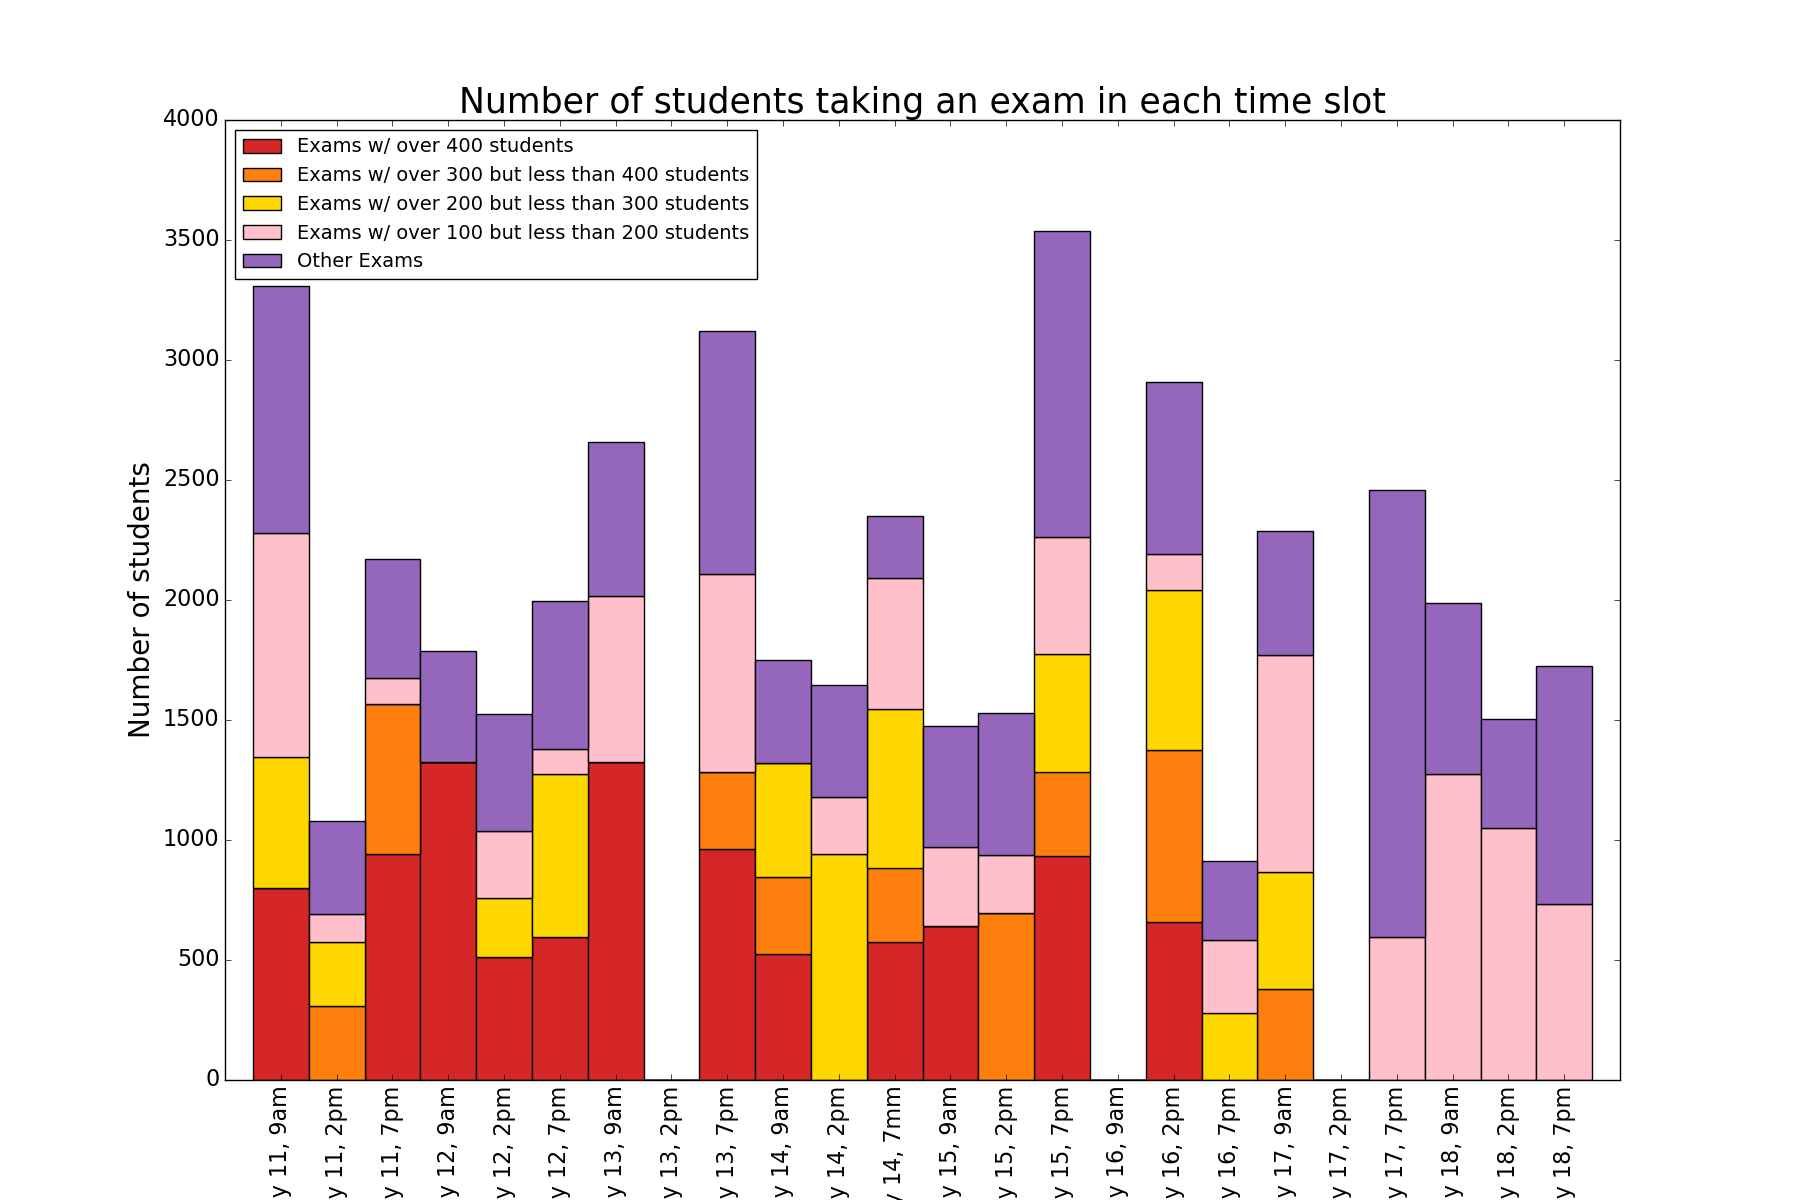 Number of students taking an exam in each time slot
Exams w/ over 400 students
Exams w/ over 300 but less than 400 students
Exams w/ over 200 but less than 300 students
Exams w/ over 100 but less than 200 students
Other Exams
Number of students
4000
3500
3000
2500
2000
1500
1000
500
0
y 11, 9am
y 11, 2pm
y 11, 7pm
y 12, 9am
y 12, 2pm
y 12, 7pm
y 13, 9am
y 13, 2pm
y 13, 7pm
y 14, 9am
y 14, 2pm
y 14, 7mm
y 15, 9am
y 15, 2pm
y 15, 7pm
y 16, 9am
y 16, 2pm
y 16, 7pm
y 17, 9am
y 17, 2pm
y 17, 7pm
y 18, 9am
y 18, 2pm
y 18, 7pm